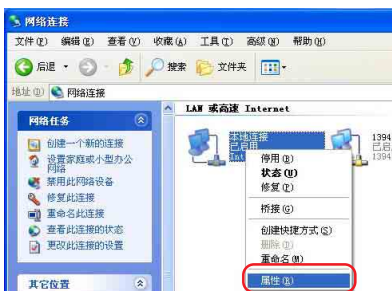 网络连接
文件(F) 编辑(E) 查看(V) 收藏(A) 工具(T) 高级(N) 帮助(H)
后退 搜索 文件夹
地址(D) 网络连接
网络任务
创建一个新的连接
设置家庭或小型办公
网络
禁用此网络设备
修复此连接
重命名此连接
查看此连接的状态
更改此连接的设置
其它位置
LAN 或高速 Internet
本地连接
已启用
Int
1394
已启
1394
停用(B)
状态(U)
修复(P)
桥接(G)
创建快捷方式(S)
删除(D)
重命名(M)
属性(R)